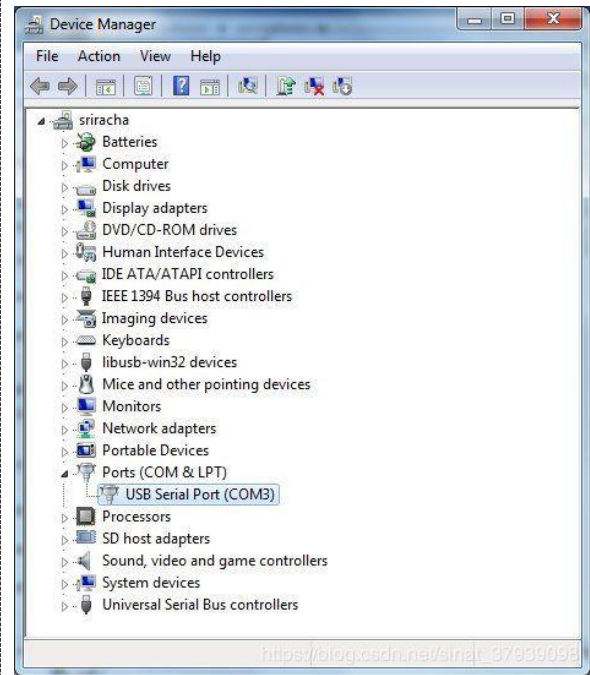 Device Manager
File Action View Help
sriracha
Batteries
Computer
Disk drives
Display adapters
DVD/CD-ROM drives
Human Interface Devices
IDE ATA/ATAPI controllers
IEEE 1394 Bus host controllers
Imaging devices
Keyboards
libusb-win32 devices
Mice and other pointing devices
Monitors
Network adapters
Portable Devices
Ports (COM & LPT)
USB Serial Port (COM3)
Processors
SD host adapters
Sound, video and game controllers
System devices
Universal Serial Bus controllers
https://blog.csdn.net/sinat_37939098